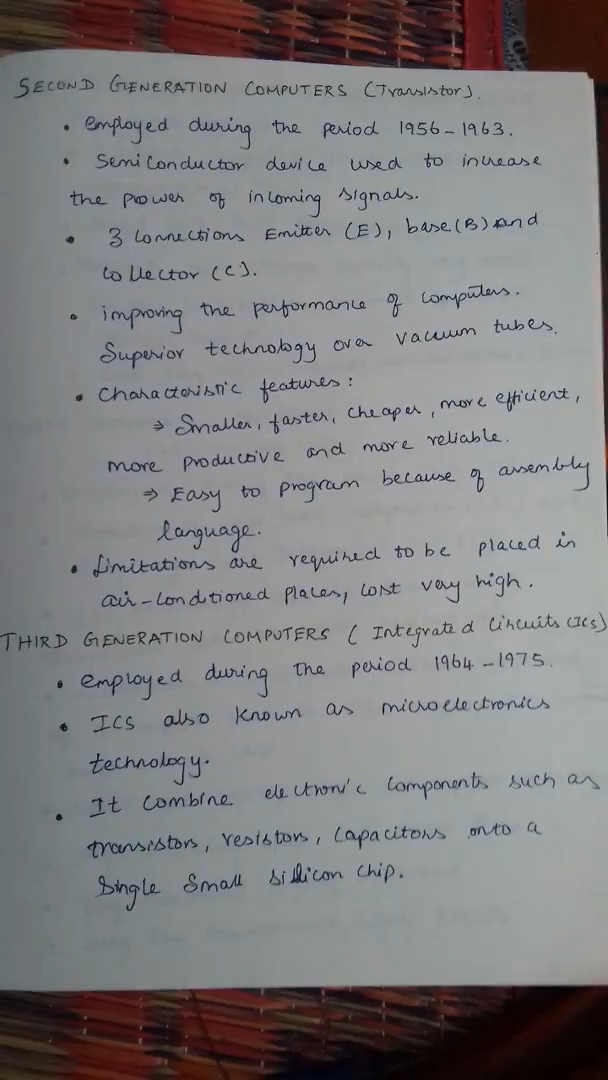 SECOND GENERATION COMPUTERS (Transistor).
• employed during the period 1956-1963.
• Semiconductor device used to increase
the power of incoming signals.
• 3 connections Emitter (E), base(B) and
collector (C).
• improving the performance of computers.
Superior technology over vacuum tubes.
• Characteristic features:
⇒ Smaller, faster, cheaper, more efficient,
more productive and more reliable.
⇒ Easy to program because of assembly
language.
• Limitations are required to be placed in
air-conditioned places, cost very high.
THIRD GENERATION COMPUTERS (Integrated Circuits (ICs)
• employed during the period 1964-1975.
• ICS also known as microelectronics
technology.
• It combine electronic components such as
transistors, resistors, capacitors onto a
Single Small sillicon chip.